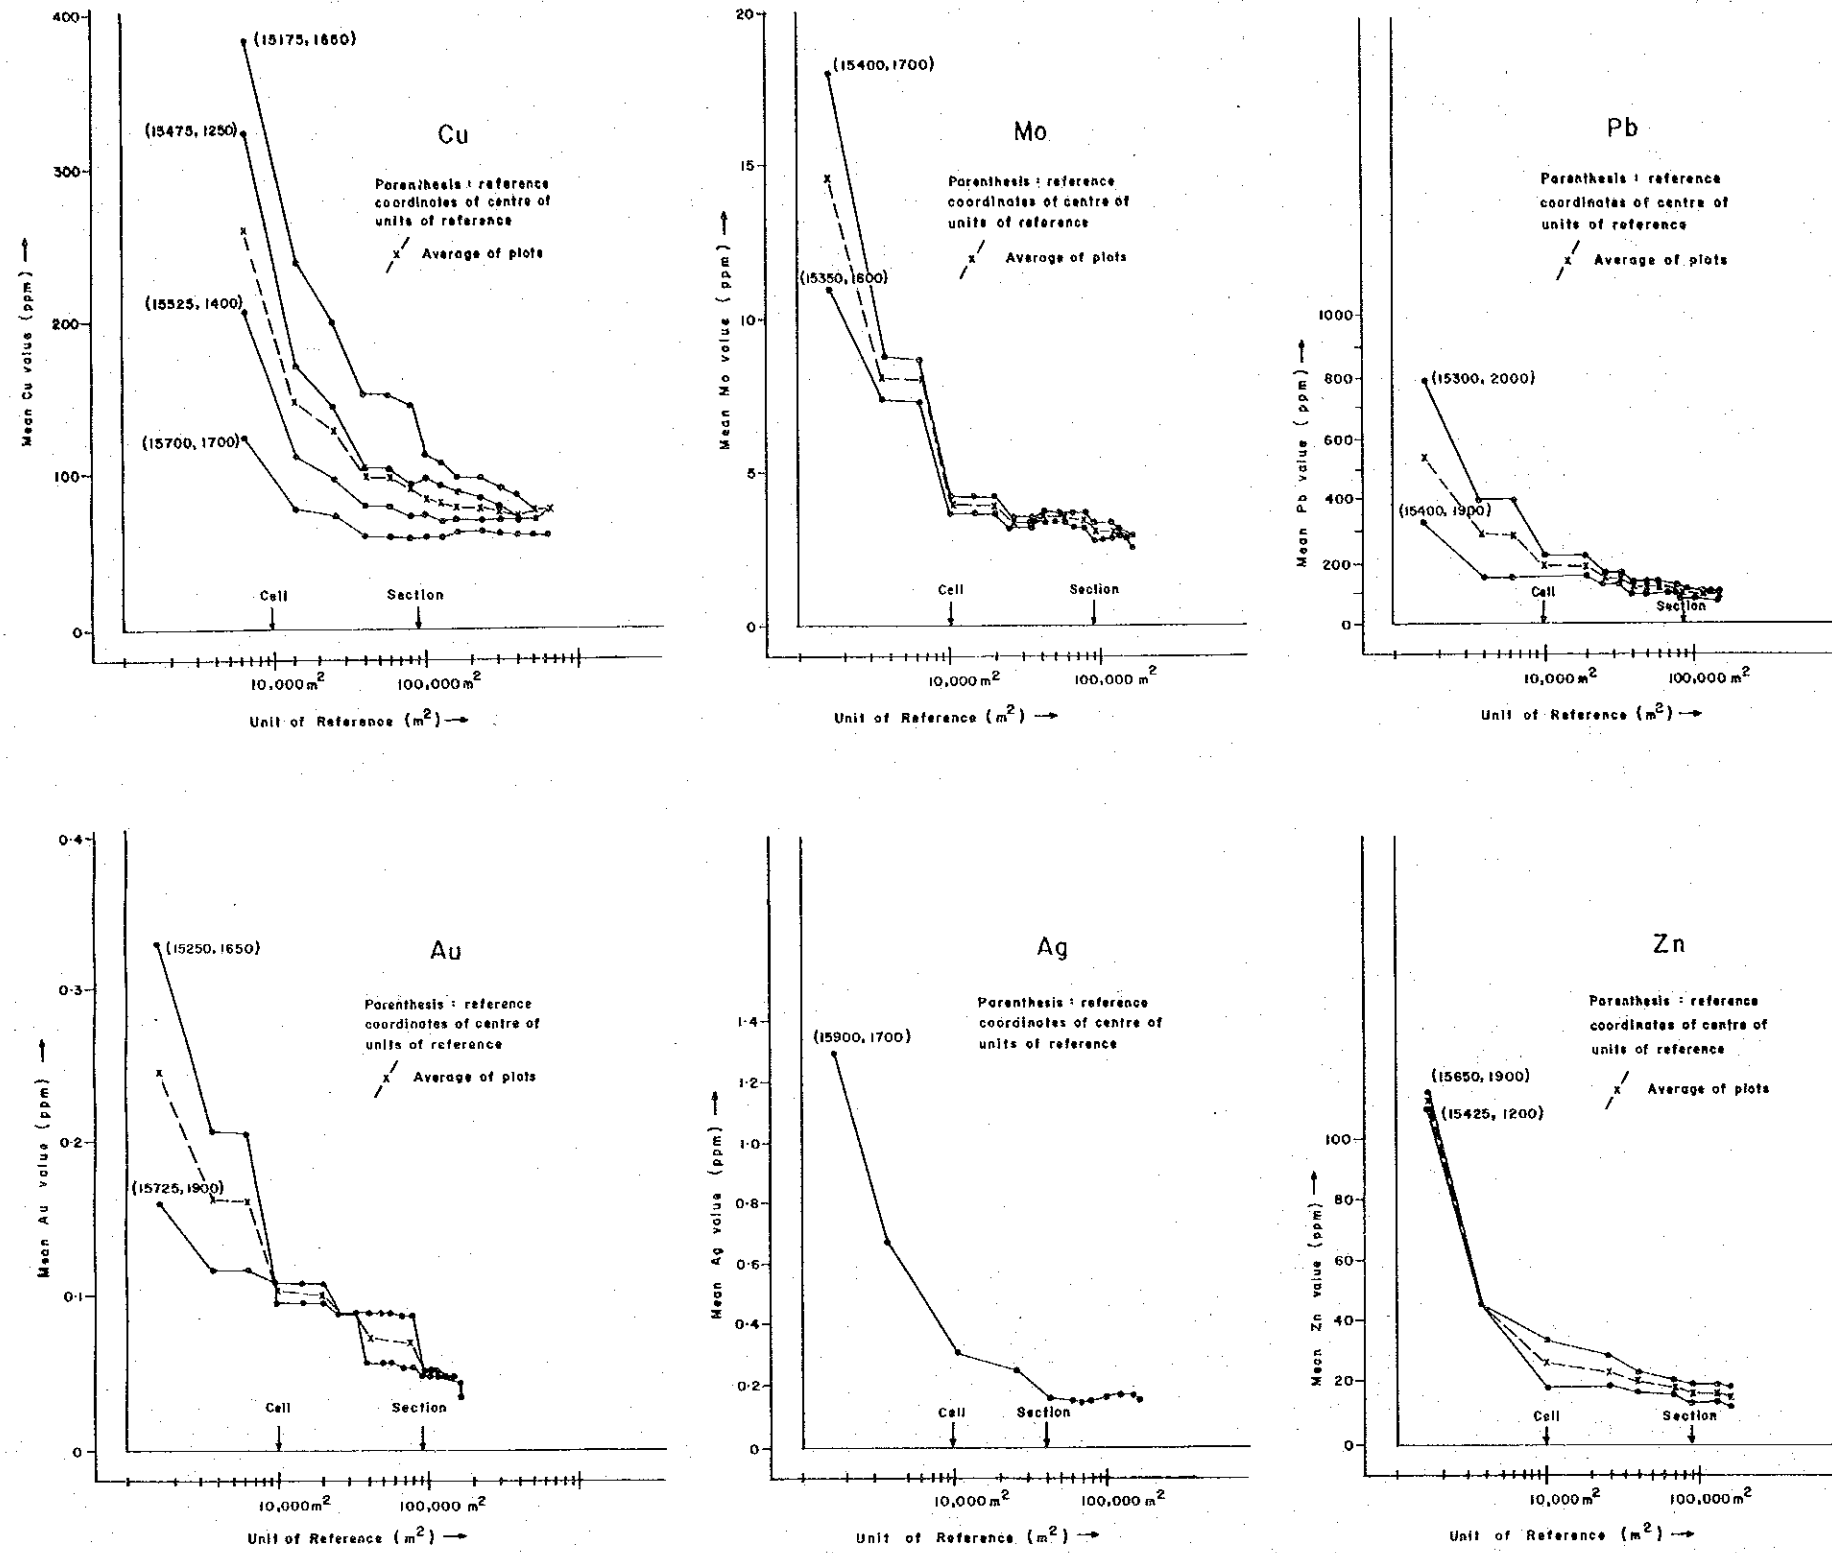 400
300
200
100
0
Mean Cu value (ppm) →
(15175, 1650)
(15475, 1250)
(15525, 1400)
(15700, 1700)
Cu
Parenthesis : reference
coordinates of centre of
units of reference
x Average of plots
Cell
Section
10,000 m²
100,000 m²
Unit of Reference (m²) →
20
15
10
5
0
Mean Mo value (ppm) →
(15400, 1700)
(15350, 1600)
Mo
Parenthesis : reference
coordinates of centre of
units of reference
x Average of plots
Cell
Section
10,000 m²
100,000 m²
Unit of Reference (m²) →
1000
800
600
400
200
0
Mean Pb value (ppm) →
(15300, 2000)
(15400, 1900)
Pb
Parenthesis : reference
coordinates of centre of
units of reference
x Average of plots
Cell
Section
10,000 m²
100,000 m²
Unit of Reference (m²) →
0·4
0·3
0·2
0·1
0
Mean Au value (ppm) →
(15250, 1650)
(15725, 1900)
Au
Parenthesis : reference
coordinates of centre of
units of reference
x Average of plots
Cell
Section
10,000 m²
100,000 m²
Unit of Reference (m²) →
1·4
1·2
1·0
0·8
0·6
0·4
0·2
0
Mean Ag value (ppm) →
(15900, 1700)
Ag
Parenthesis : reference
coordinates of centre of
units of reference
Cell
Section
10,000 m²
100,000 m²
Unit of Reference (m²) →
100
80
60
40
20
0
Mean Zn value (ppm) →
(15650, 1900)
(15425, 1200)
Zn
Parenthesis : reference
coordinates of centre of
units of reference
x Average of plots
Cell
Section
10,000 m²
100,000 m²
Unit of Reference (m²) →